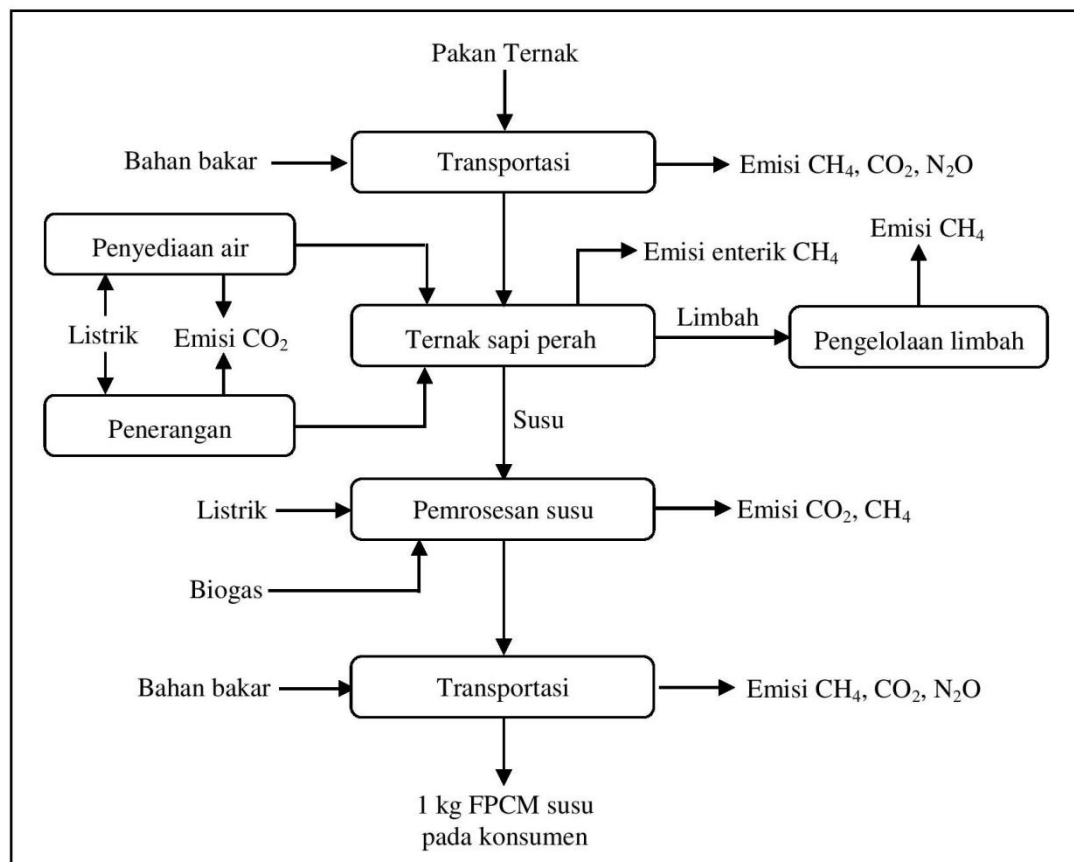 Pakan Ternak
Bahan bakar
Transportasi
Emisi CH₄, CO₂, N₂O
Penyediaan air
Emisi enterik CH₄
Emisi CH₄
Listrik
Emisi CO₂
Ternak sapi perah
Limbah
Pengelolaan limbah
Penerangan
Susu
Listrik
Pemrosesan susu
Emisi CO₂, CH₄
Biogas
Bahan bakar
Transportasi
Emisi CH₄, CO₂, N₂O
1 kg FPCM susu
pada konsumen